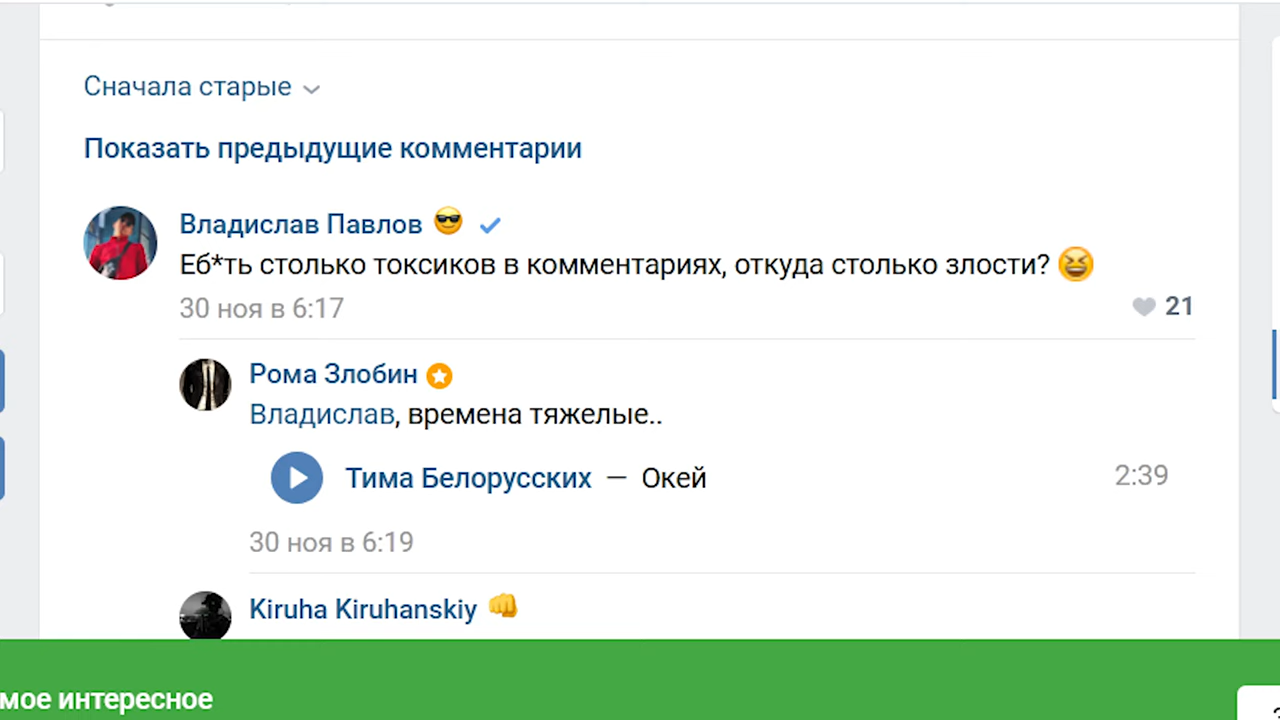 Сначала старые
Показать предыдущие комментарии
Владислав Павлов 😎
Еб*ть столько токсиков в комментариях, откуда столько злости? 😆
30 ноя в 6:17
21
Рома Злобин
Владислав, времена тяжелые..
Тима Белорусских — Окей
2:39
30 ноя в 6:19
Kiruha Kiruhanskiy 👊
мое интересное